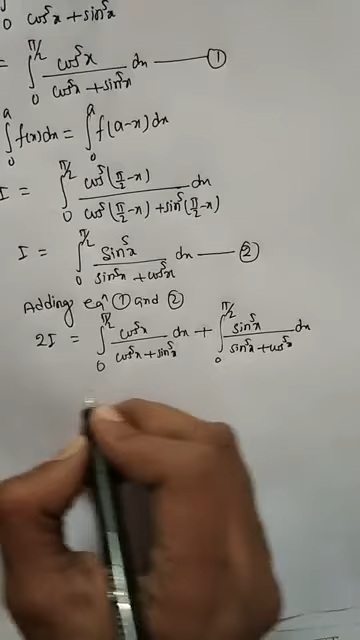 0 cos⁵x + sin⁵x
= ∫₀^(π/2) cos⁵x / (cos⁵x + sin⁵x) dx —— ①
∫₀^a f(x)dx = ∫₀^a f(a-x)dx
I = ∫₀^(π/2) cos⁵(π/2 - x) / (cos⁵(π/2 - x) + sin⁵(π/2 - x)) dx
I = ∫₀^(π/2) sin⁵x / (sin⁵x + cos⁵x) dx —— ②
Adding eqⁿ ① and ②
2I = ∫₀^(π/2) cos⁵x / (cos⁵x + sin⁵x) dx + ∫₀^(π/2) sin⁵x / (sin⁵x + cos⁵x) dx